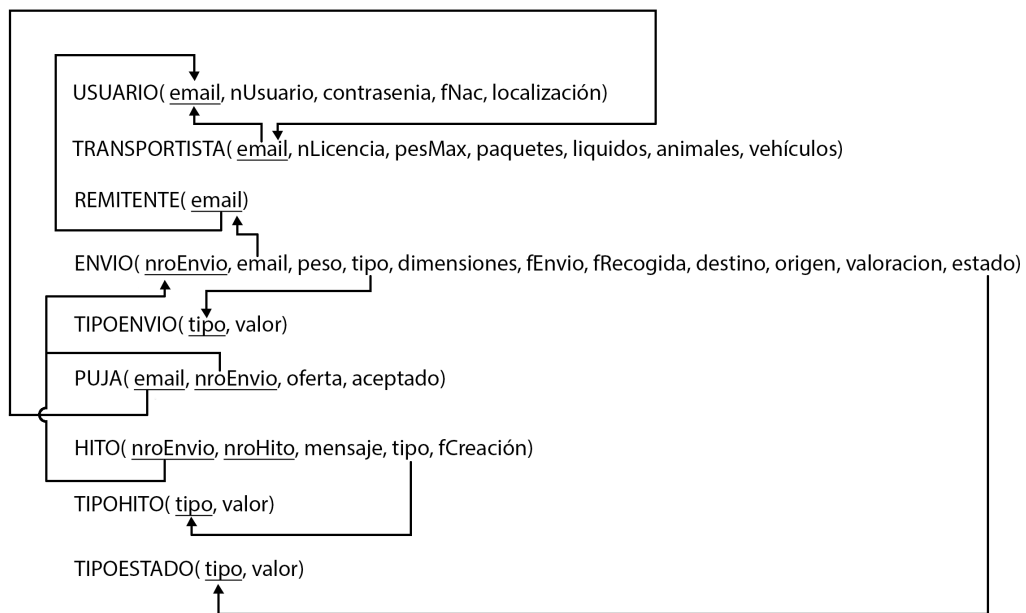 USUARIO( email, nUsuario, contrasenia, fNac, localización)
TRANSPORTISTA( email, nLicencia, pesMax, paquetes, liquidos, animales, vehículos)
REMITENTE( email)
ENVIO( nroEnvio, email, peso, tipo, dimensiones, fEnvio, fRecogida, destino, origen, valoracion, estado)
TIPOENVIO( tipo, valor)
PUJA( email, nroEnvio, oferta, aceptado)
HITO( nroEnvio, nroHito, mensaje, tipo, fCreación)
TIPOHITO( tipo, valor)
TIPOESTADO( tipo, valor)